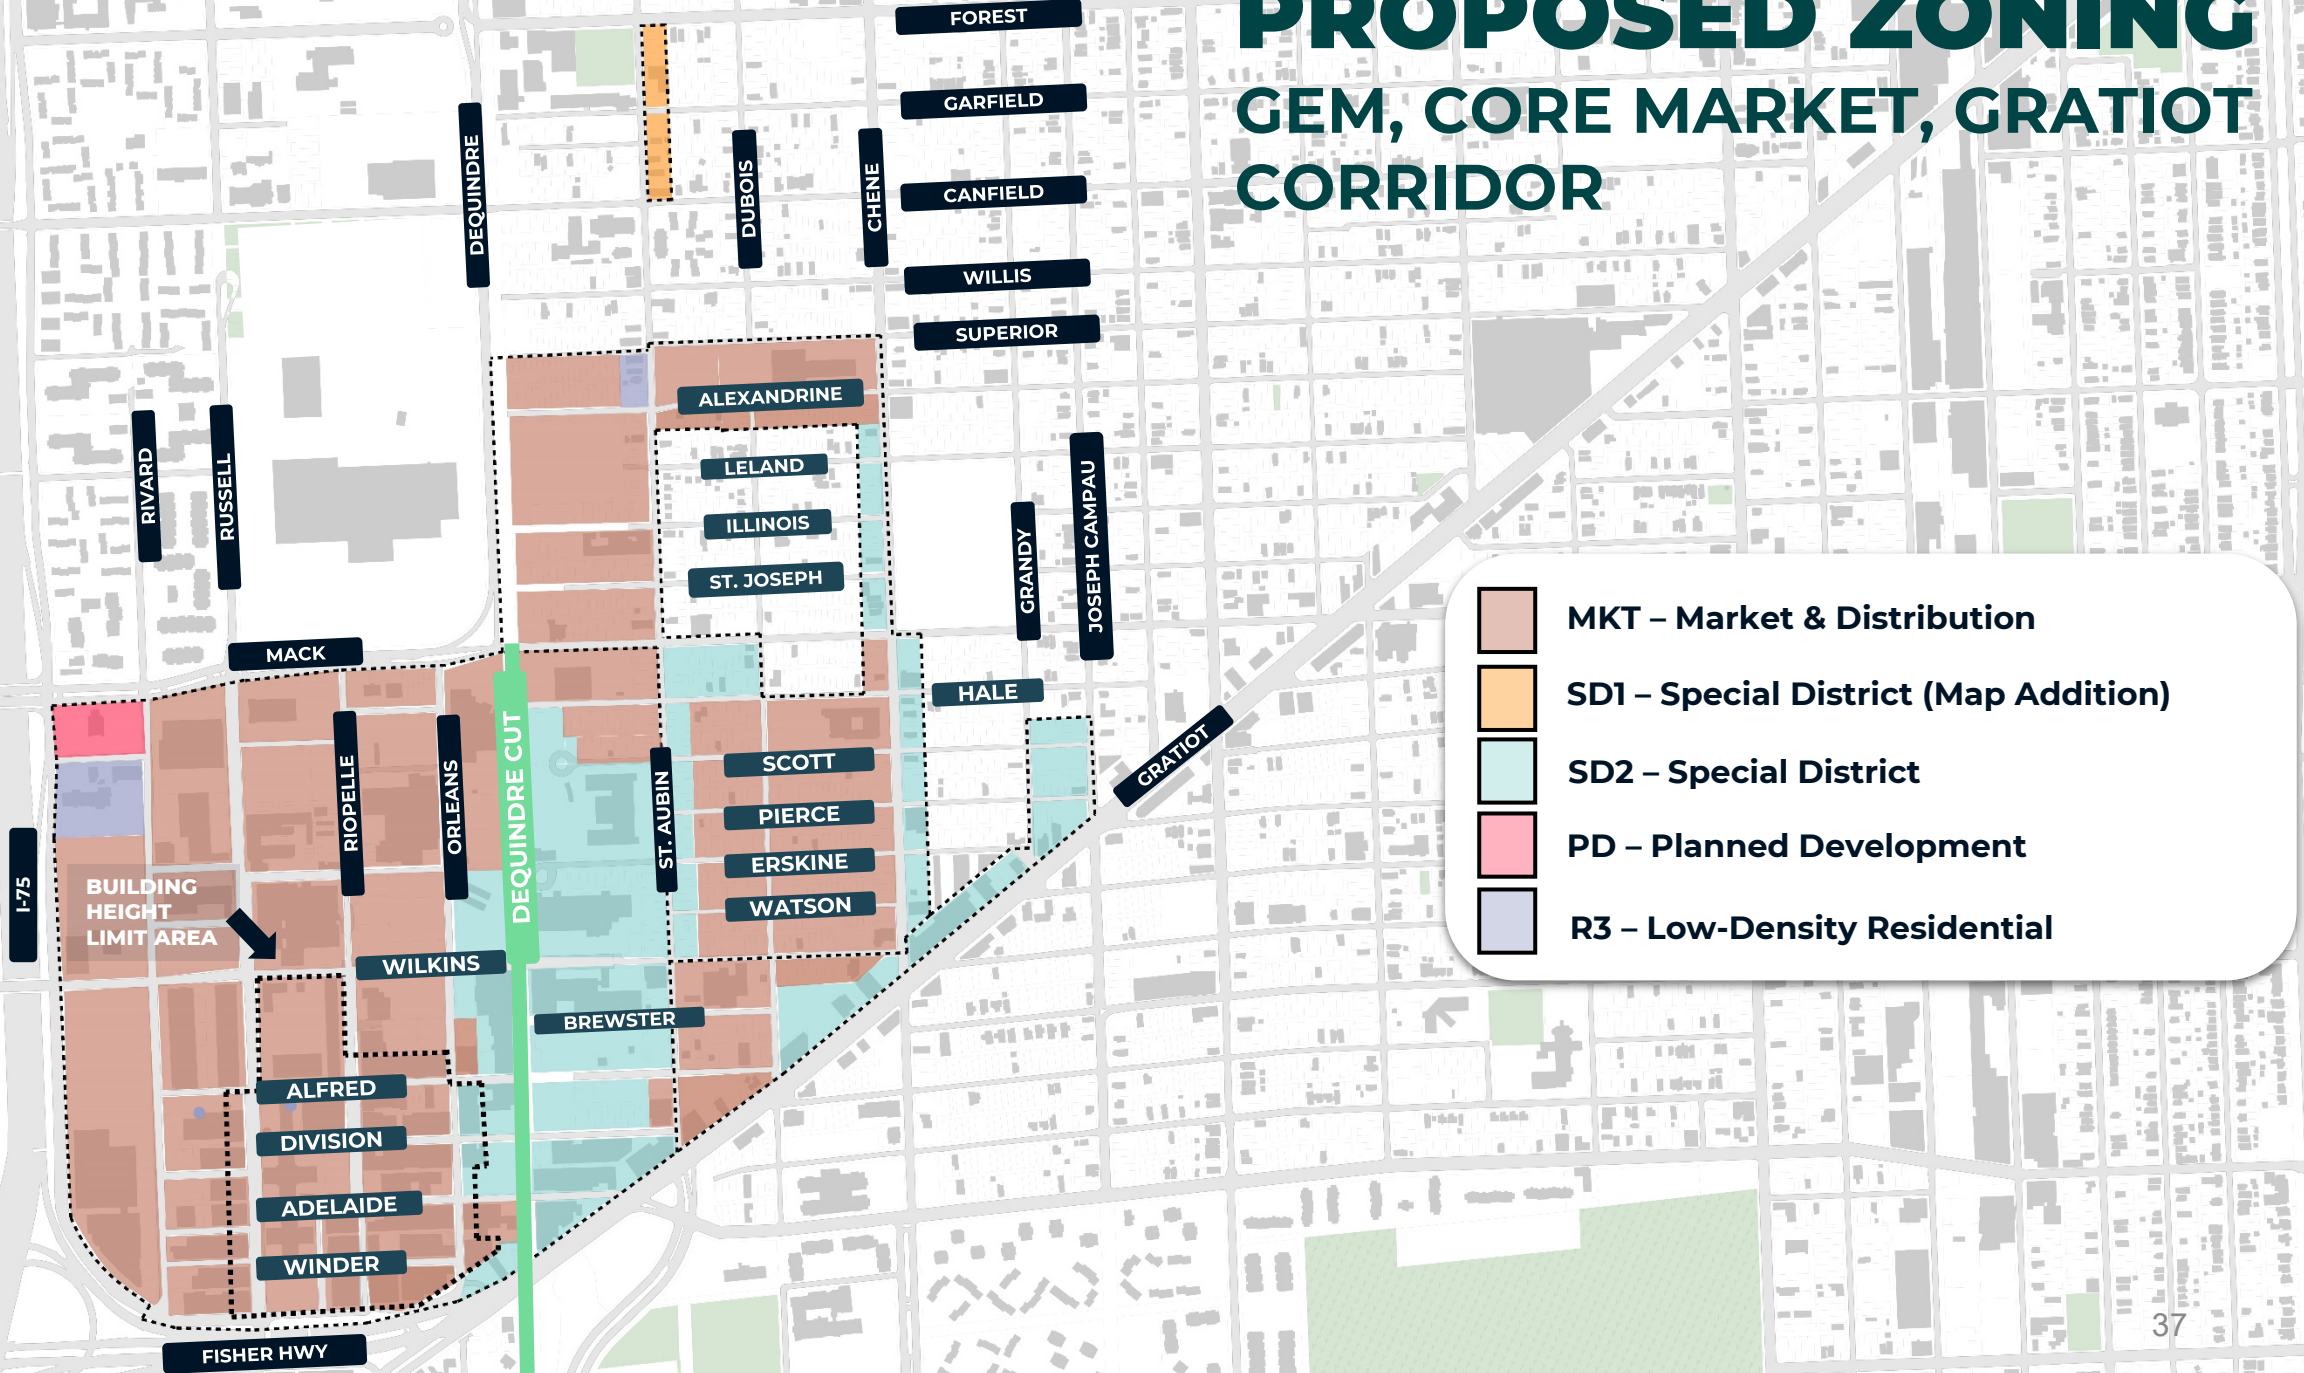 PROPOSED ZONING
GEM, CORE MARKET, GRATIOT
CORRIDOR
FOREST
GARFIELD
CANFIELD
WILLIS
SUPERIOR
DEQUINDRE
DUBOIS
CHENE
ALEXANDRINE
LELAND
ILLINOIS
ST. JOSEPH
RIVARD
RUSSELL
GRANDY
JOSEPH CAMPAU
MACK
HALE
GRATIOT
RIOPELLE
ORLEANS
DEQUINDRE CUT
ST. AUBIN
SCOTT
PIERCE
ERSKINE
WATSON
I-75
BUILDING
HEIGHT
LIMIT AREA
WILKINS
BREWSTER
ALFRED
DIVISION
ADELAIDE
WINDER
FISHER HWY
MKT – Market & Distribution
SD1 – Special District (Map Addition)
SD2 – Special District
PD – Planned Development
R3 – Low-Density Residential
37